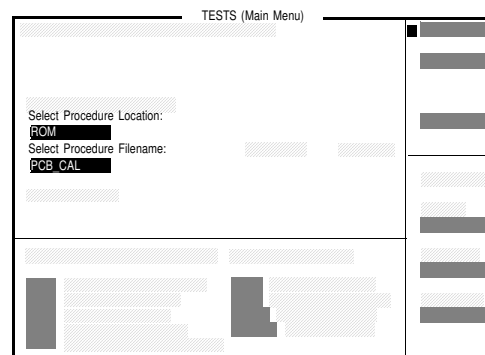 TESTS (Main Menu)
Select Procedure Location:
ROM
Select Procedure Filename:
PCB_CAL